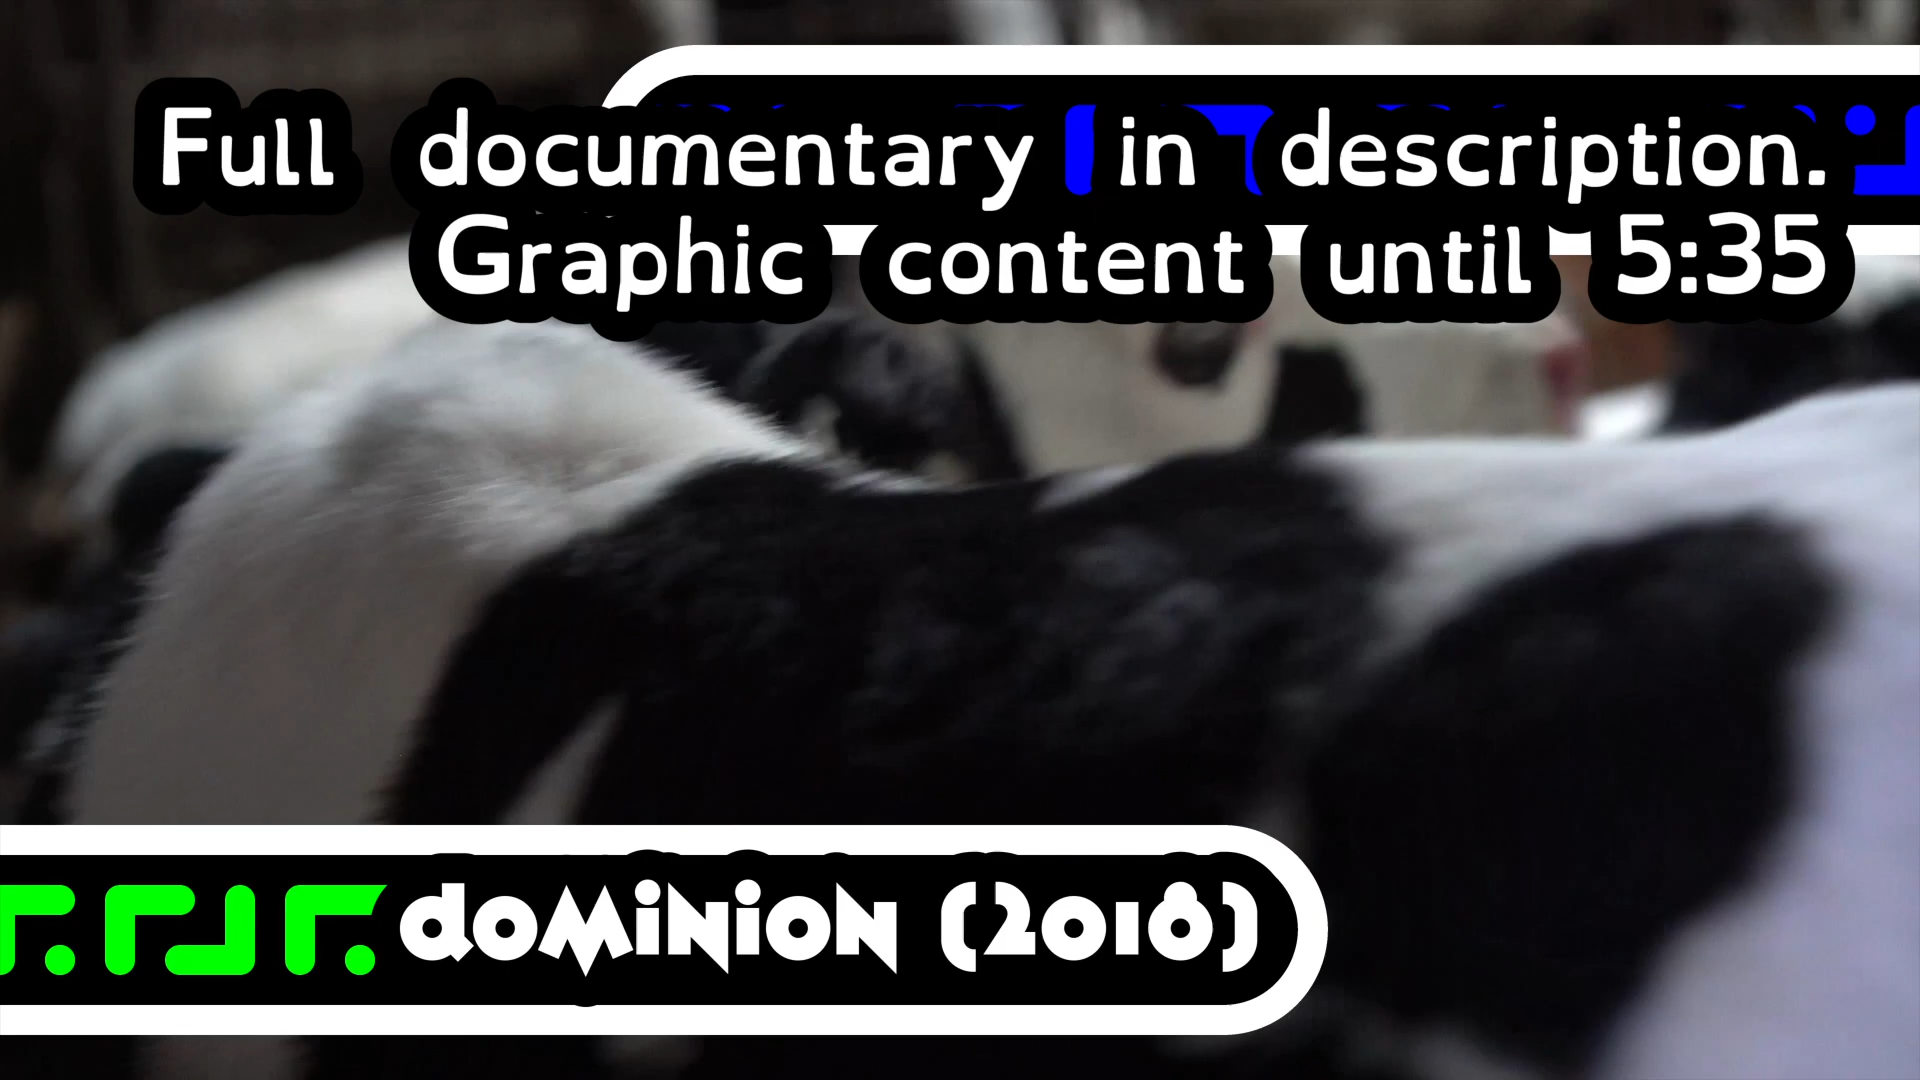 Full documentary in description.
Graphic content until 5:35
doMiNiON (2018)